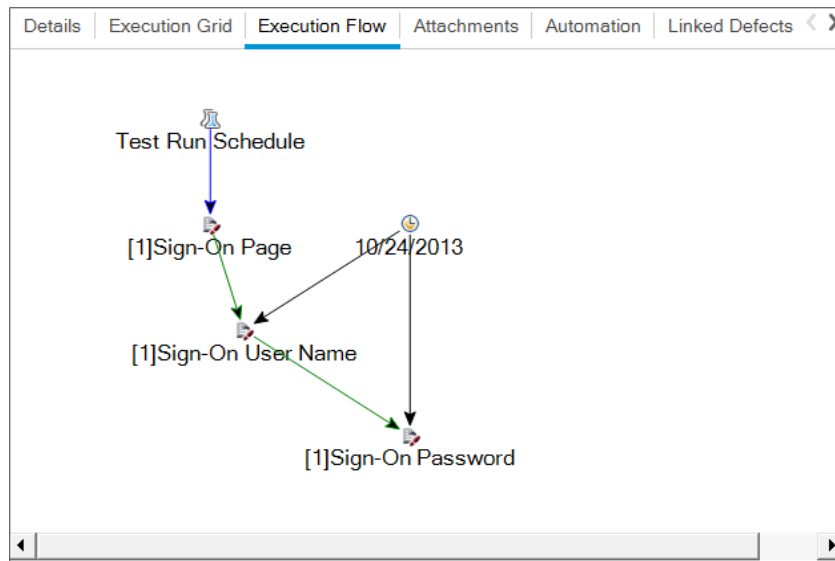 Details Execution Grid Execution Flow Attachments Automation Linked Defects
Test Run Schedule
[1]Sign-On Page 10/24/2013
[1]Sign-On User Name
[1]Sign-On Password